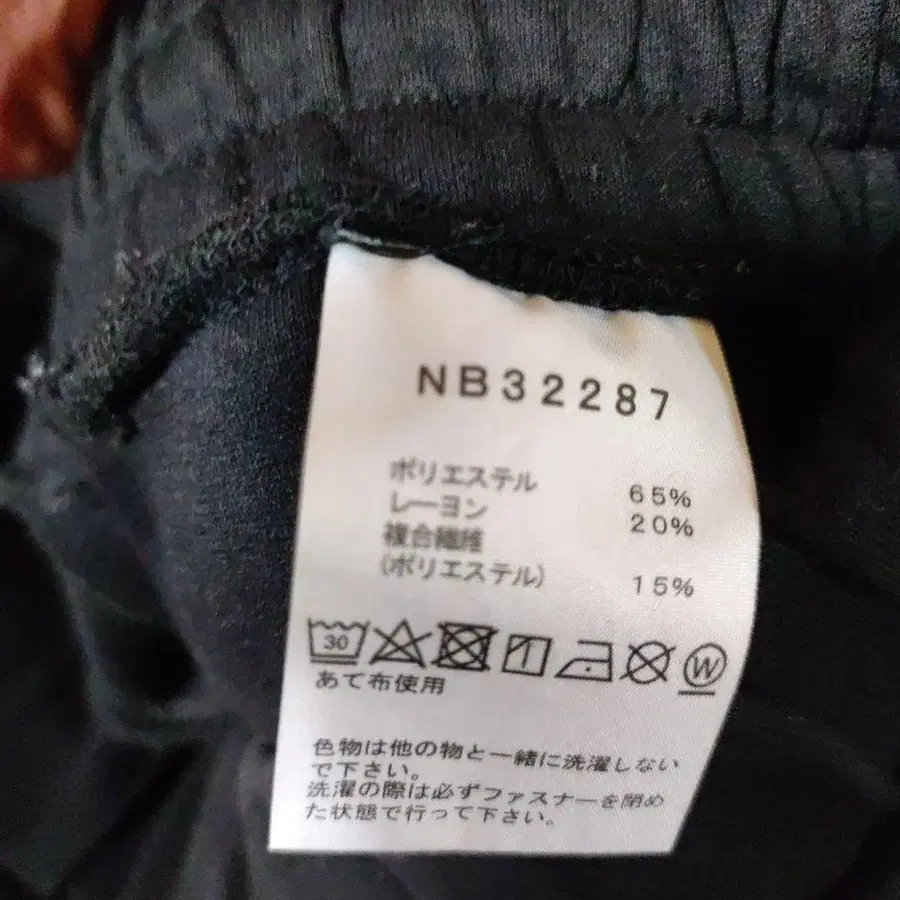 NB32287
ポリエステル 65%
レーヨン 20%
複合繊維
(ポリエステル) 15%
30 W
あて布使用
色物は他の物と一緒に洗濯しない
で下さい。
洗濯の際は必ずファスナーを閉め
た状態で行って下さい。